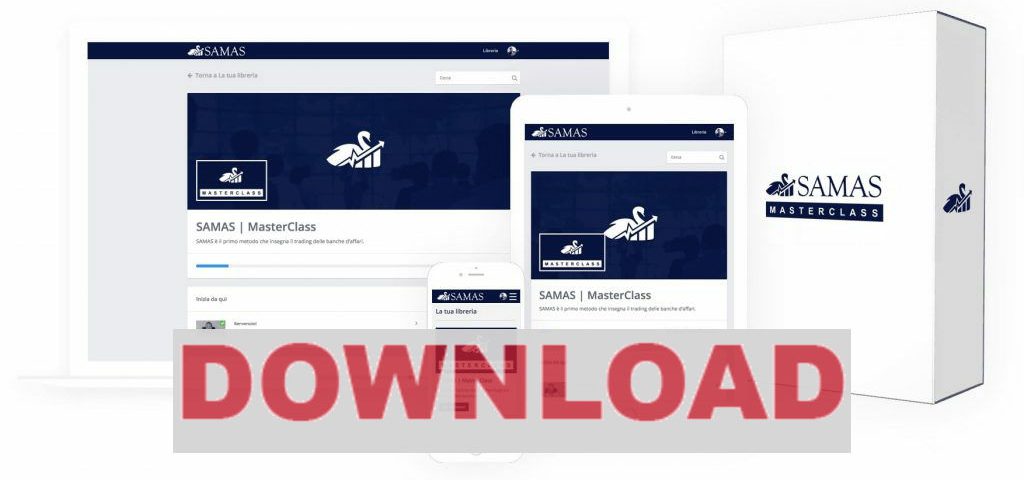 SAMAS
Libreria
Torna a La tua libreria
Cerca
MASTERCLASS
SAMAS | MasterClass
SAMAS è il primo metodo che insegna il trading delle banche d'affari.
Inizia da qui
Benvenuto!
SAMAS
Libreria
Torna a La tua libreria
Cerca
MASTERCLASS
SAMAS | MasterClass
SAMAS è il primo metodo che insegna il trading delle banche d'affari.
SAMAS
La tua libreria
SAMAS
MASTERCLASS
DOWNLOAD